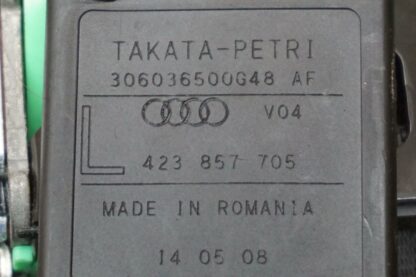 TAKATA-PETRI
306036500G48 AF
V04
L 423 857 705
MADE IN ROMANIA
14 05 08